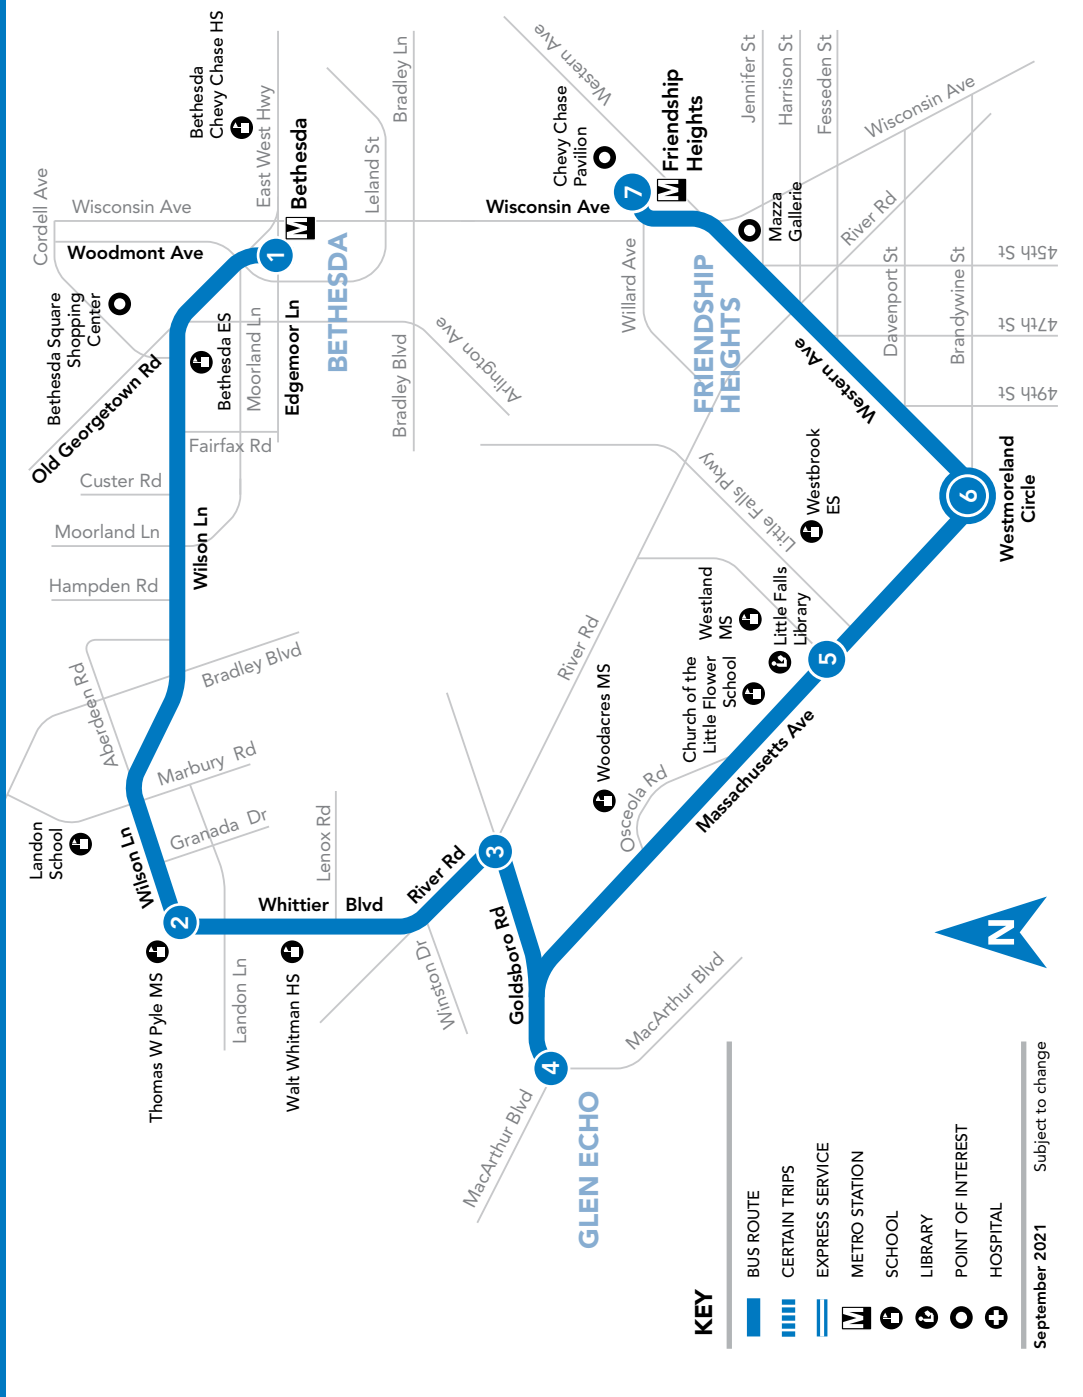 Bethesda
Chevy Chase HS
East West Hwy
Bradley Ln
Leland St
Cordell Ave
Wisconsin Ave
Woodmont Ave
M Bethesda
1
BETHESDA
Bethesda Square
Shopping
Center
Old Georgetown Rd
Bethesda ES
Moorland Ln
Edgemoor Ln
Bradley Blvd
Arlington Ave
Fairfax Rd
Custer Rd
Moorland Ln
Hampden Rd
Wilson Ln
Aberdeen Rd
Bradley Blvd
Marbury Rd
Granada Dr
Landon
School
Wilson Ln
2
Thomas W Pyle MS
Landon Ln
Lenox Rd
Whittier Blvd
Walt Whitman HS
River Rd
Winston Dr
3
Goldsboro Rd
4
MacArthur Blvd
MacArthur Blvd
GLEN ECHO
Western Ave
Chevy Chase
Pavilion
7
M Friendship
Heights
Wisconsin Ave
Willard Ave
FRIENDSHIP
HEIGHTS
Mazza
Gallerie
Jennifer St
Harrison St
Fesseden St
Wisconsin Ave
River Rd
Davenport St
Brandywine St
45th St
47th St
49th St
Western Ave
Westmoreland
Circle
6
Little Falls Pkwy
Westbrook
ES
River Rd
Westland
MS
Little Falls
Library
5
Church of the
Little Flower
School
Woodacres MS
Osceola Rd
Massachusetts Ave
N
KEY
BUS ROUTE
CERTAIN TRIPS
EXPRESS SERVICE
M METRO STATION
SCHOOL
LIBRARY
POINT OF INTEREST
HOSPITAL
September 2021 Subject to change